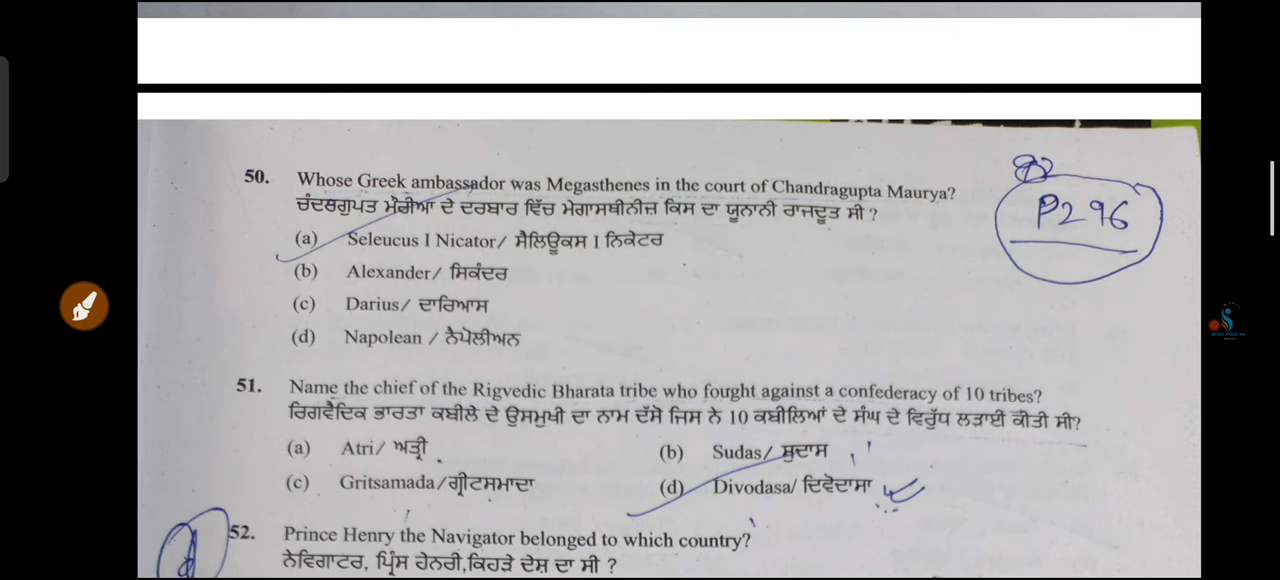 50. Whose Greek ambassador was Megasthenes in the court of Chandragupta Maurya?
ਚੰਦਰਗੁਪਤ ਮੌਰੀਆ ਦੇ ਦਰਬਾਰ ਵਿੱਚ ਮੇਗਾਸਥੀਨੀਜ਼ ਕਿਸ ਦਾ ਯੂਨਾਨੀ ਰਾਜਦੂਤ ਸੀ ?
(a) Seleucus I Nicator/ ਸੈਲਿਊਕਸ I ਨਿਕੇਟਰ
(b) Alexander/ ਸਿਕੰਦਰ
(c) Darius/ ਦਾਰਿਆਸ
(d) Napolean / ਨੈਪੋਲੀਅਨ
P296
51. Name the chief of the Rigvedic Bharata tribe who fought against a confederacy of 10 tribes?
ਰਿਗਵੈਦਿਕ ਭਾਰਤਾ ਕਬੀਲੇ ਦੇ ਉਸਮੁਖੀ ਦਾ ਨਾਮ ਦੱਸੋ ਜਿਸ ਨੇ 10 ਕਬੀਲਿਆਂ ਦੇ ਸੰਘ ਦੇ ਵਿਰੁੱਧ ਲੜਾਈ ਕੀਤੀ ਸੀ?
(a) Atri/ ਅਤ੍ਰੀ (b) Sudas/ ਸੁਦਾਸ
(c) Gritsamada/ਗ੍ਰੀਟਸਮਾਦਾ (d) Divodasa/ ਦਿਵੋਦਾਸਾ
52. Prince Henry the Navigator belonged to which country?
ਨੇਵਿਗਾਟਰ, ਪ੍ਰਿੰਸ ਹੇਨਰੀ,ਕਿਹੜੇ ਦੇਸ਼ ਦਾ ਸੀ ?